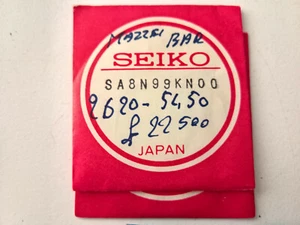 MAZZEI BAR
SEIKO
SA8N99KN00
2620-5450
£ 22500
JAPAN